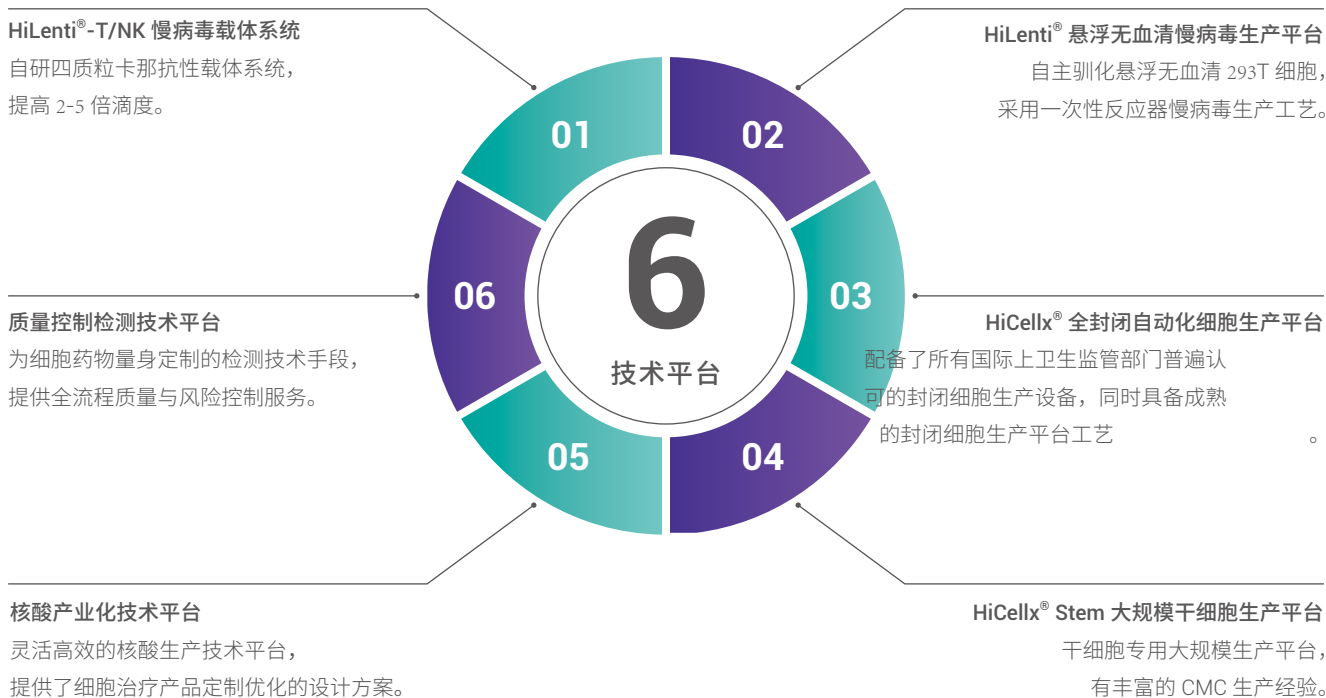 HiLenti®-T/NK 慢病毒载体系统
自研四质粒卡那抗性载体系统，
提高 2-5 倍滴度。
HiLenti® 悬浮无血清慢病毒生产平台
自主驯化悬浮无血清 293T 细胞，
采用一次性反应器慢病毒生产工艺。
01
02
03
04
05
06
6
技术平台
质量控制检测技术平台
为细胞药物量身定制的检测技术手段，
提供全流程质量与风险控制服务。
HiCellx® 全封闭自动化细胞生产平台
配备了所有国际上卫生监管部门普遍认
可的封闭细胞生产设备，同时具备成熟
的封闭细胞生产平台工艺。
核酸产业化技术平台
灵活高效的核酸生产技术平台，
提供了细胞治疗产品定制优化的设计方案。
HiCellx® Stem 大规模干细胞生产平台
干细胞专用大规模生产平台，
有丰富的 CMC 生产经验。